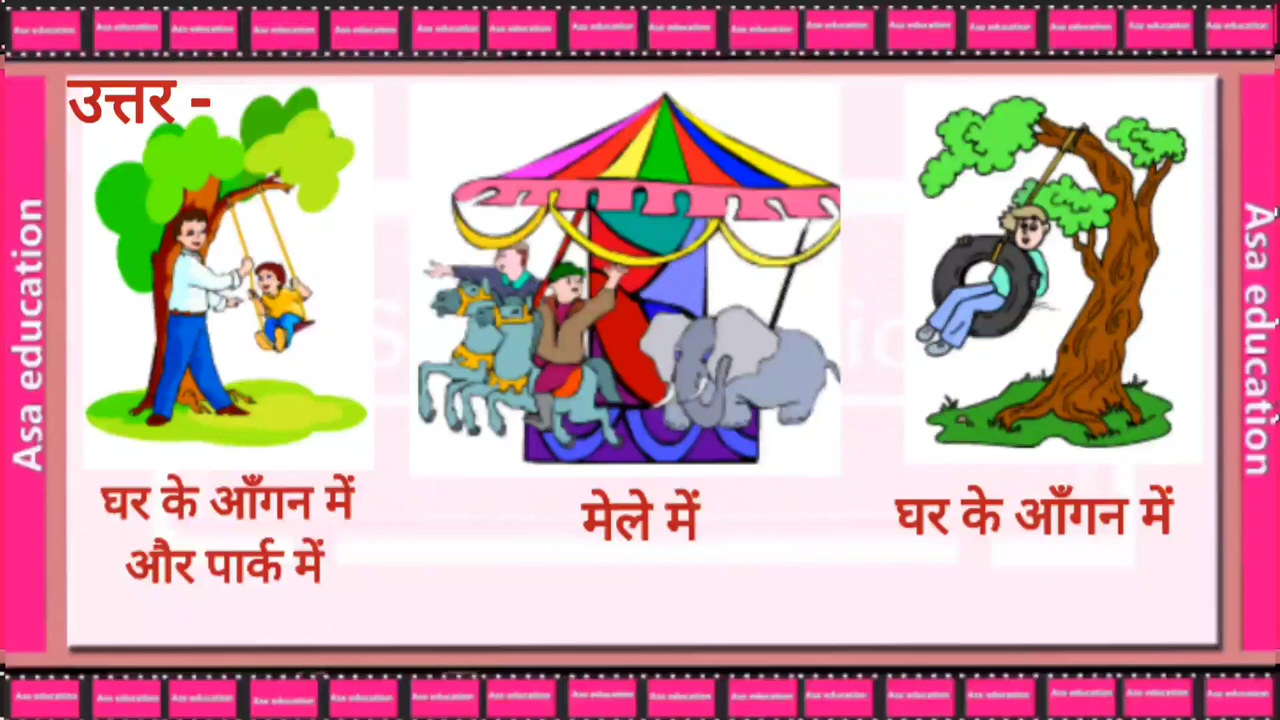 उत्तर -
घर के आँगन में
और पार्क में
मेले में
घर के आँगन में
Asa education
Asa education